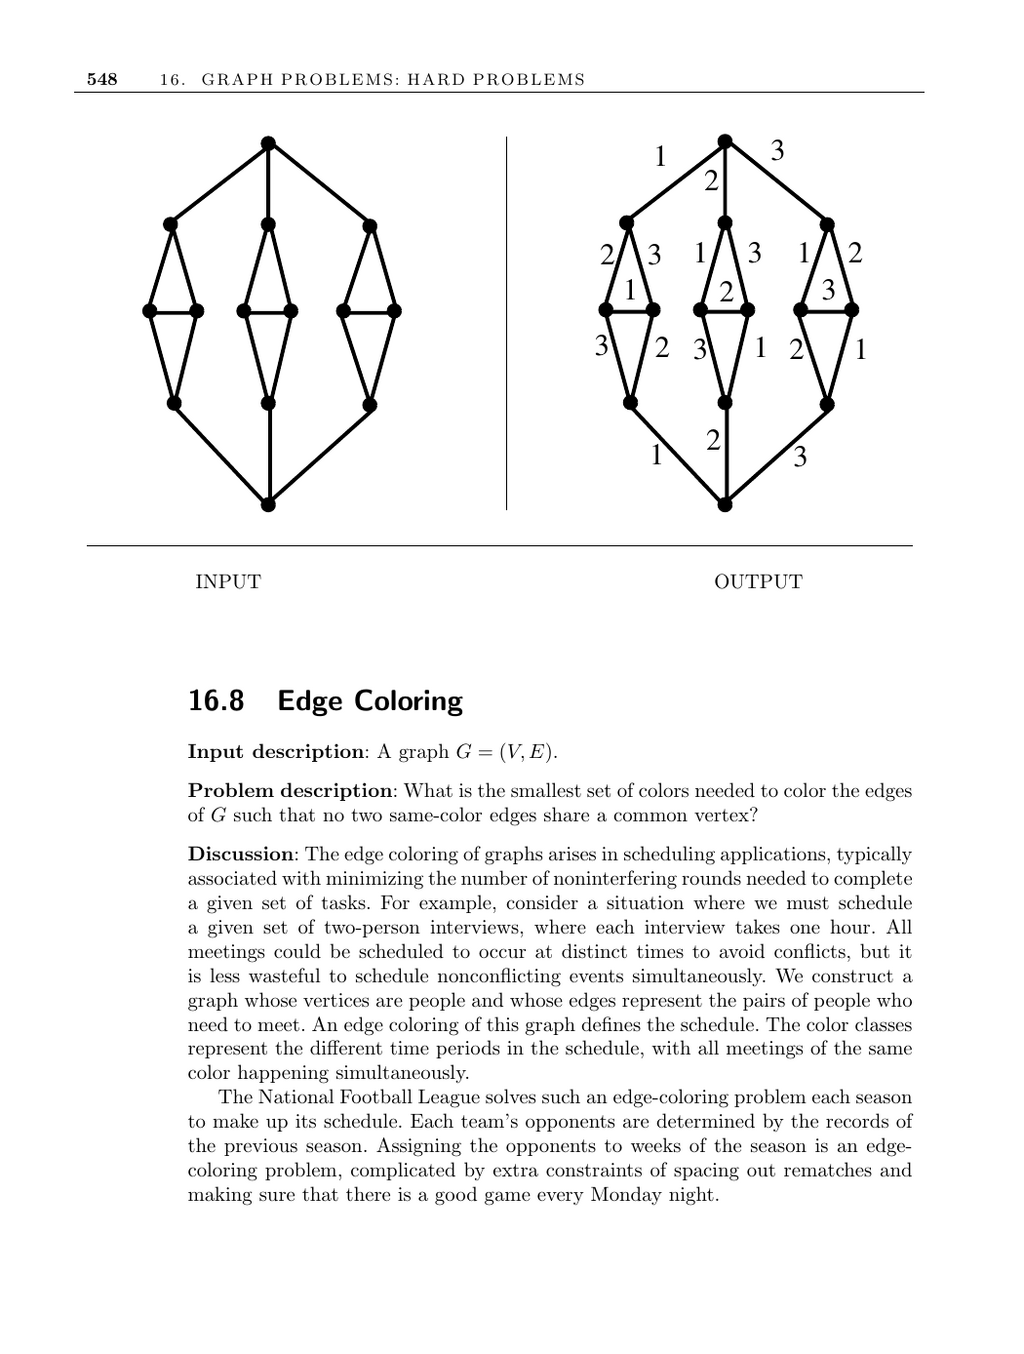 548 16. GRAPH PROBLEMS: HARD PROBLEMS
1 3
2
2 3 1 3 1 2
1 2 3
3 2 3 1 2 1
1 2 3
INPUT OUTPUT
16.8 Edge Coloring
Input description: A graph G = (V, E).
Problem description: What is the smallest set of colors needed to color the edges
of G such that no two same-color edges share a common vertex?
Discussion: The edge coloring of graphs arises in scheduling applications, typically
associated with minimizing the number of noninterfering rounds needed to complete
a given set of tasks. For example, consider a situation where we must schedule
a given set of two-person interviews, where each interview takes one hour. All
meetings could be scheduled to occur at distinct times to avoid conflicts, but it
is less wasteful to schedule nonconflicting events simultaneously. We construct a
graph whose vertices are people and whose edges represent the pairs of people who
need to meet. An edge coloring of this graph defines the schedule. The color classes
represent the different time periods in the schedule, with all meetings of the same
color happening simultaneously.
The National Football League solves such an edge-coloring problem each season
to make up its schedule. Each team's opponents are determined by the records of
the previous season. Assigning the opponents to weeks of the season is an edge-
coloring problem, complicated by extra constraints of spacing out rematches and
making sure that there is a good game every Monday night.